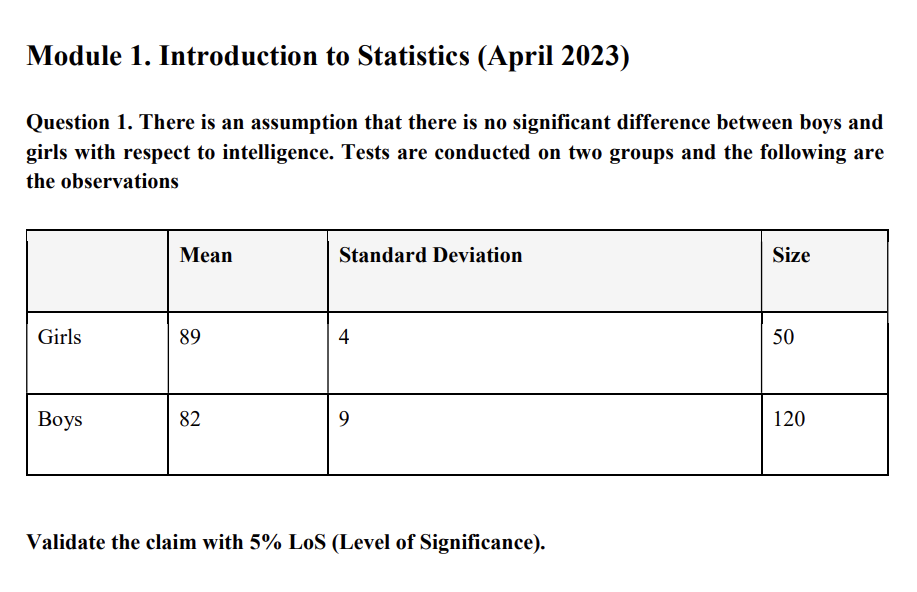 Module 1. Introduction to Statistics (April 2023)
Question 1. There is an assumption that there is no significant difference between boys and
girls with respect to intelligence. Tests are conducted on two groups and the following are
the observations
Mean Standard Deviation Size
Girls 89 4 50
Boys 82 9 120
Validate the claim with 5% LoS (Level of Significance).